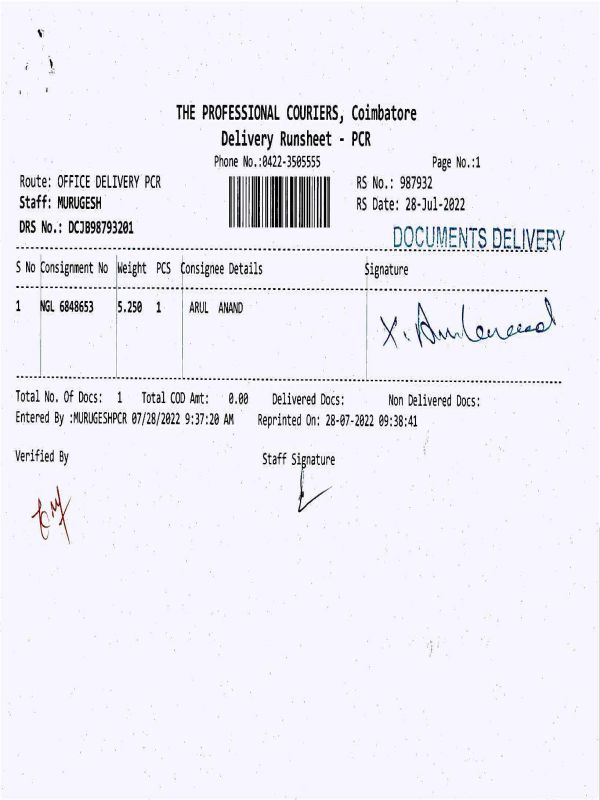 THE PROFESSIONAL COURIERS, Coimbatore
Delivery Runsheet - PCR
Phone No.:0422-3505555 Page No.:1
Route: OFFICE DELIVERY PCR RS No.: 987932
Staff: MURUGESH RS Date: 28-Jul-2022
DRS No.: DCJB98793201
DOCUMENTS DELIVERY
S No Consignment No Weight PCS Consignee Details Signature
1 NGL 6848653 5.250 1 ARUL ANAND
Total No. Of Docs: 1 Total COD Amt: 0.00 Delivered Docs: Non Delivered Docs:
Entered By :MURUGESHPCR 07/28/2022 9:37:20 AM Reprinted On: 28-07-2022 09:38:41
Verified By Staff Signature